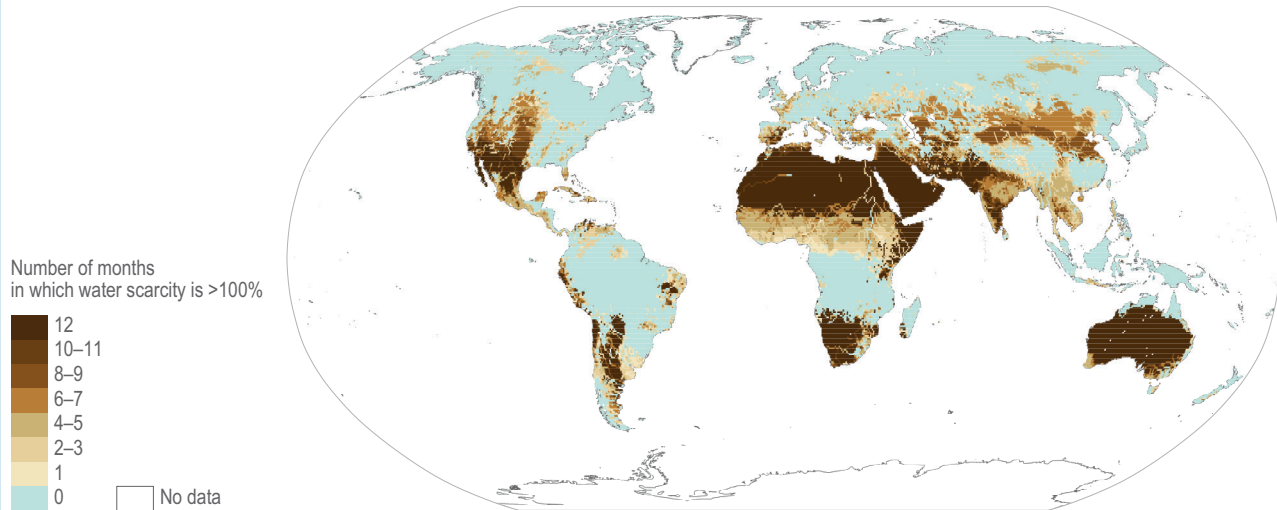 Number of months
in which water scarcity is >100%
12
10–11
8–9
6–7
4–5
2–3
1
0
No data